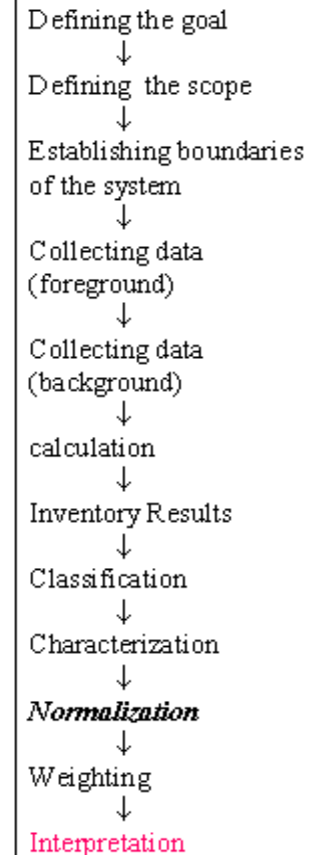 Defining the goal
↓
Defining the scope
↓
Establishing boundaries
of the system
↓
Collecting data
(foreground)
↓
Collecting data
(background)
↓
calculation
↓
Inventory Results
↓
Classification
↓
Characterization
↓
Normalization
↓
Weighting
↓
Interpretation